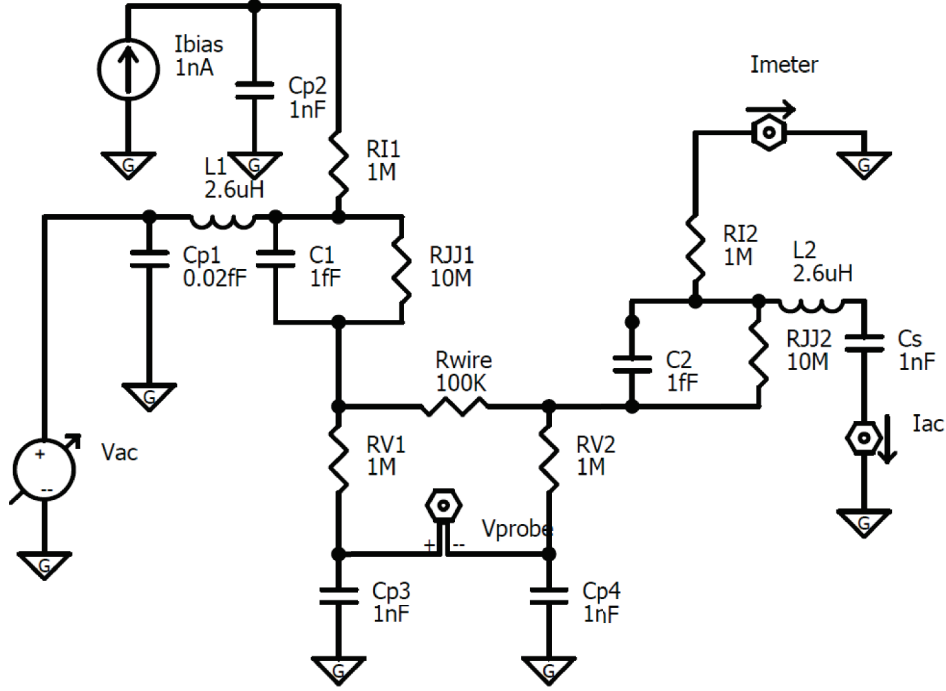 Ibias
1nA
Cp2
1nF
Imeter
G
G
G
RI1
1M
L1
2.6uH
Cp1
0.02fF
C1
1fF
RJJ1
10M
RI2
1M
L2
2.6uH
G
Rwire
100K
C2
1fF
RJJ2
10M
Cs
1nF
Vac
+
--
RV1
1M
RV2
1M
Iac
G
Vprobe
+
--
G
Cp3
1nF
Cp4
1nF
G
G